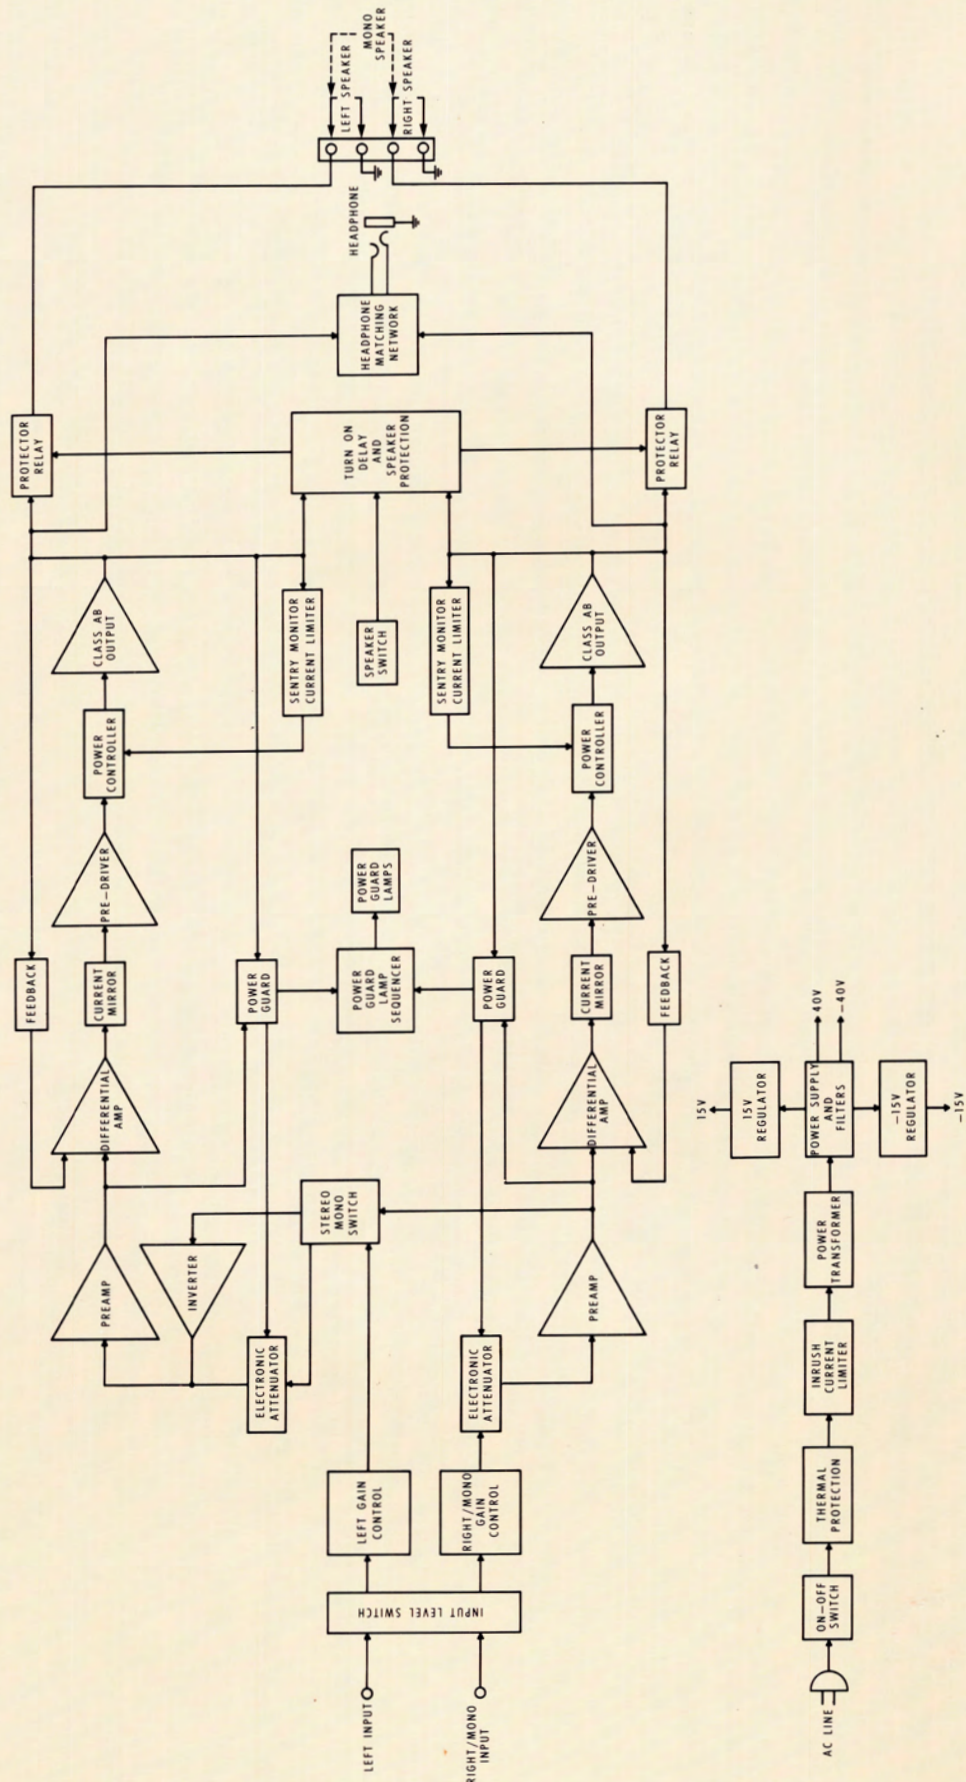 LEFT INPUT
RIGHT/MONO
INPUT
INPUT LEVEL SWITCH
LEFT GAIN
CONTROL
RIGHT/MONO
GAIN
CONTROL
ELECTRONIC
ATTENUATOR
ELECTRONIC
ATTENUATOR
PREAMP
INVERTER
STEREO
MONO
SWITCH
PREAMP
FEEDBACK
DIFFERENTIAL
AMP
CURRENT
MIRROR
PRE-DRIVER
POWER
CONTROLLER
CLASS AB
OUTPUT
POWER
GUARD
POWER
GUARD
LAMP
SEQUENCER
POWER
GUARD
LAMPS
POWER
GUARD
DIFFERENTIAL
AMP
CURRENT
MIRROR
PRE-DRIVER
POWER
CONTROLLER
CLASS AB
OUTPUT
FEEDBACK
SENTRY MONITOR
CURRENT LIMITER
SPEAKER
SWITCH
SENTRY MONITOR
CURRENT LIMITER
PROTECTOR
RELAY
TURN ON
DELAY
AND
SPEAKER
PROTECTION
PROTECTOR
RELAY
HEADPHONE
MATCHING
NETWORK
HEADPHONE
LEFT SPEAKER
MONO
SPEAKER
RIGHT SPEAKER
AC LINE
ON-OFF
SWITCH
THERMAL
PROTECTION
INRUSH
CURRENT
LIMITER
POWER
TRANSFORMER
15V
15V
REGULATOR
POWER SUPPLY
AND
FILTERS
40V
-40V
-15V
REGULATOR
-15V